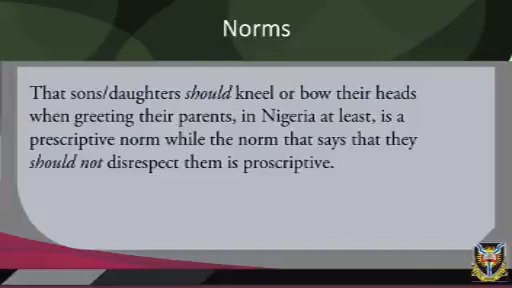 Norms
That sons/daughters should kneel or bow their heads
when greeting their parents, in Nigeria at least, is a
prescriptive norm while the norm that says that they
should not disrespect them is proscriptive.